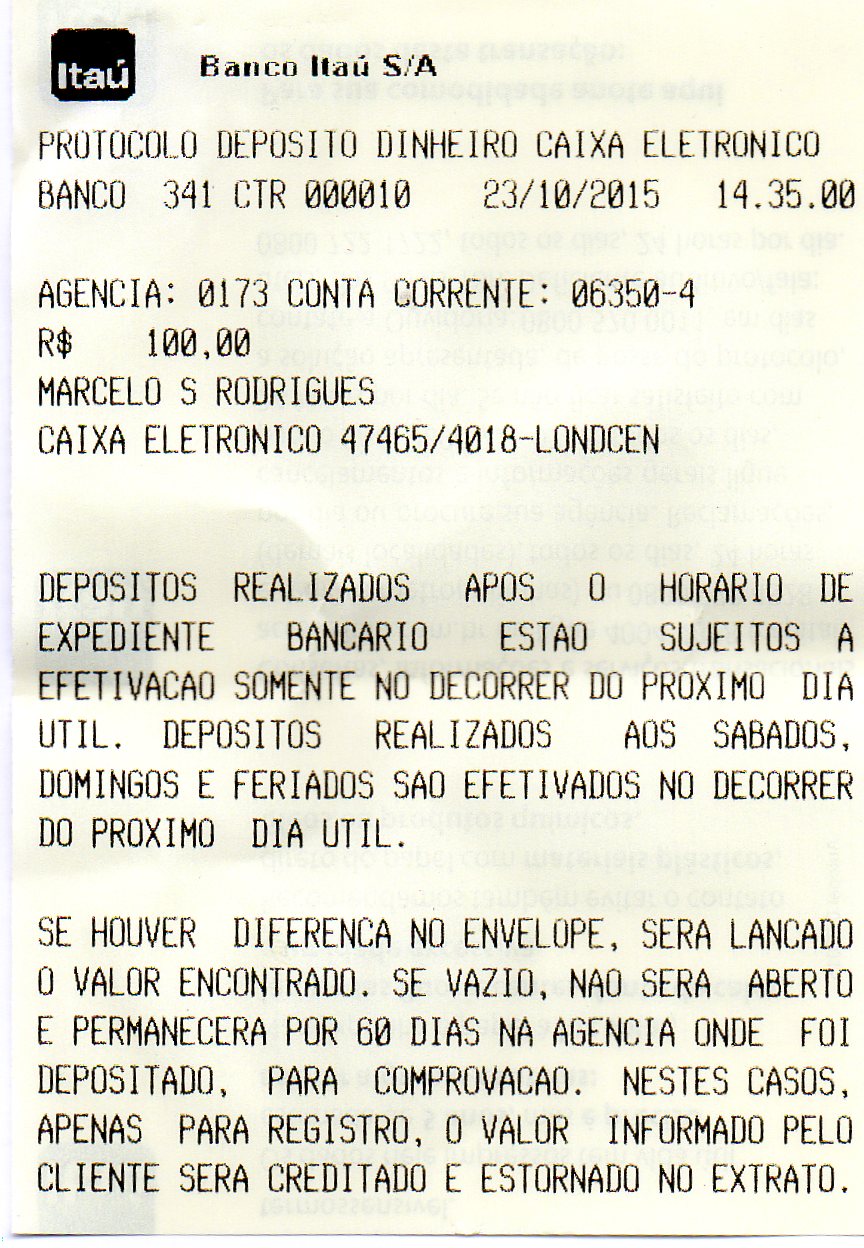 Itaú Banco Itaú S/A
PROTOCOLO DEPOSITO DINHEIRO CAIXA ELETRONICO
BANCO 341 CTR 000010 23/10/2015 14.35.00
AGENCIA: 0173 CONTA CORRENTE: 06350-4
R$ 100,00
MARCELO S RODRIGUES
CAIXA ELETRONICO 47465/4018-LONDCEN
DEPOSITOS REALIZADOS APOS O HORARIO DE
EXPEDIENTE BANCARIO ESTAO SUJEITOS A
EFETIVACAO SOMENTE NO DECORRER DO PROXIMO DIA
UTIL. DEPOSITOS REALIZADOS AOS SABADOS,
DOMINGOS E FERIADOS SAO EFETIVADOS NO DECORRER
DO PROXIMO DIA UTIL.
SE HOUVER DIFERENCA NO ENVELOPE, SERA LANCADO
O VALOR ENCONTRADO. SE VAZIO, NAO SERA ABERTO
E PERMANECERA POR 60 DIAS NA AGENCIA ONDE FOI
DEPOSITADO, PARA COMPROVACAO. NESTES CASOS,
APENAS PARA REGISTRO, O VALOR INFORMADO PELO
CLIENTE SERA CREDITADO E ESTORNADO NO EXTRATO.